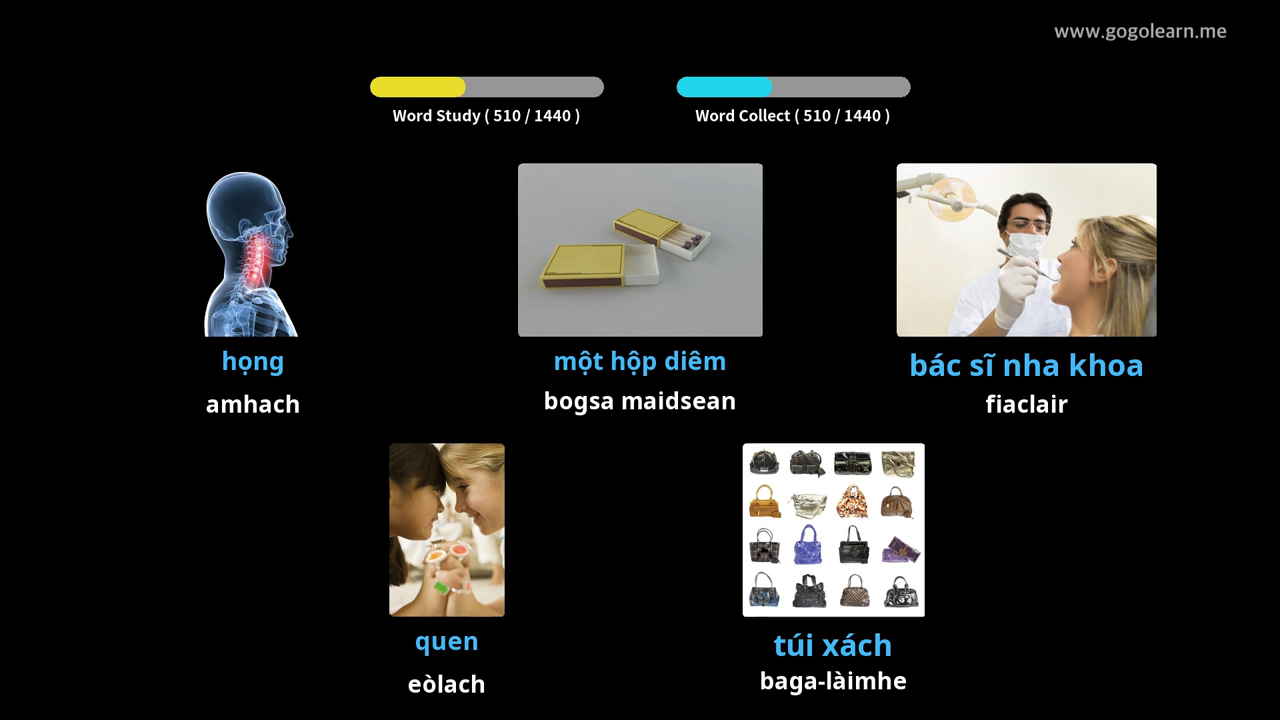 www.gogolearn.me
Word Study ( 510 / 1440 )
Word Collect ( 510 / 1440 )
họng
amhach
một hộp diêm
bogsa maidsean
bác sĩ nha khoa
fiaclair
quen
eòlach
túi xách
baga-làimhe